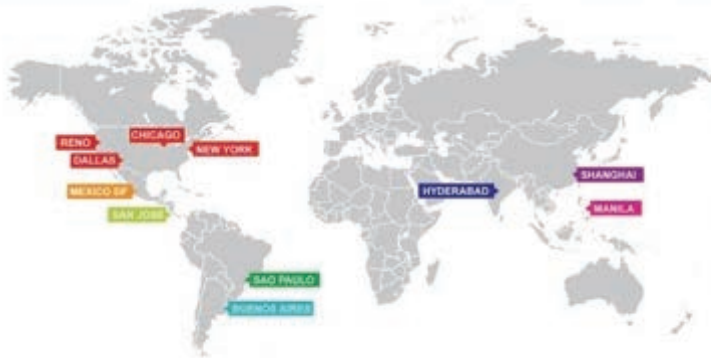 CHICAGO
RENO
NEW YORK
DALLAS
MEXICO DF
SAN JOSE
SAO PAULO
BUENOS AIRES
HYDERABAD
SHANGHAI
MANILA